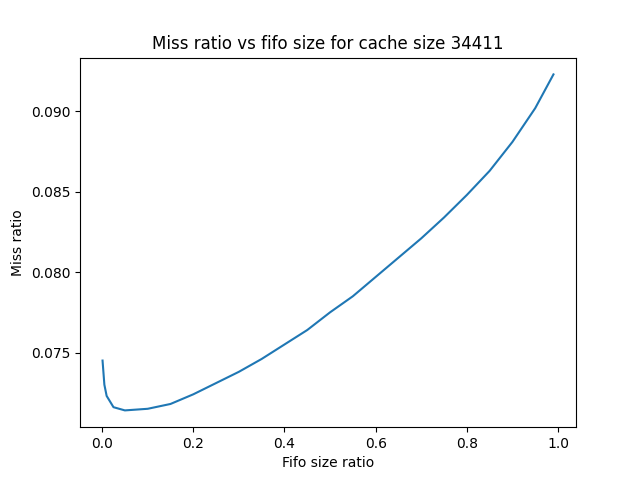 Miss ratio vs fifo size for cache size 34411
0.090
0.085
0.080
0.075
Miss ratio
0.0 0.2 0.4 0.6 0.8 1.0
Fifo size ratio